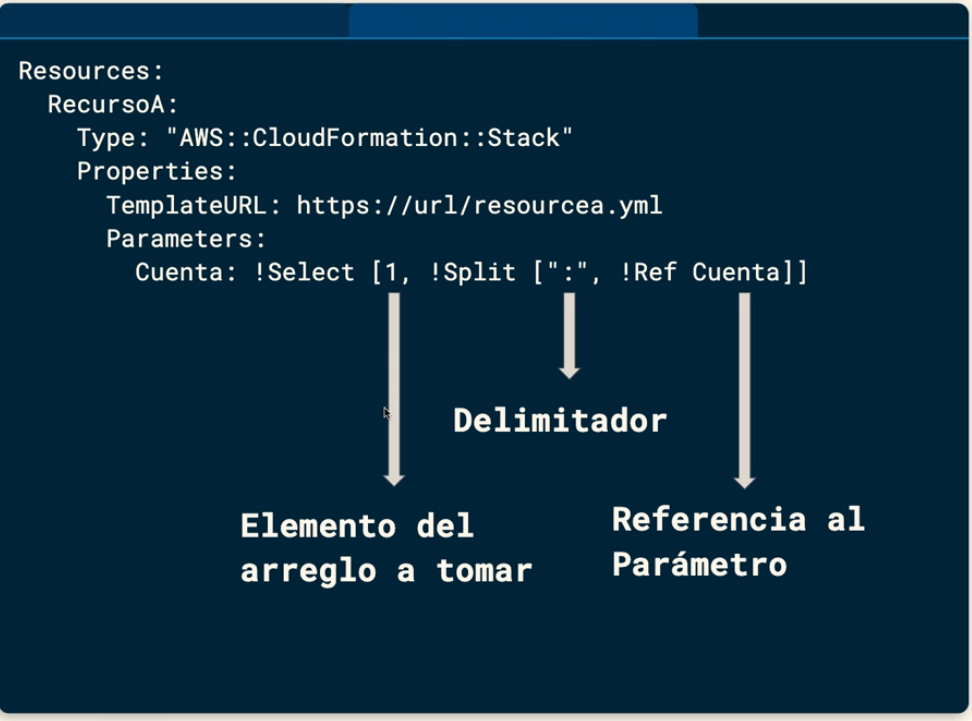 Resources:
RecursoA:
Type: "AWS::CloudFormation::Stack"
Properties:
TemplateURL: https://url/resourcea.yml
Parameters:
Cuenta: !Select [1, !Split [":", !Ref Cuenta]]
Delimitador
Elemento del
arreglo a tomar
Referencia al
Parámetro